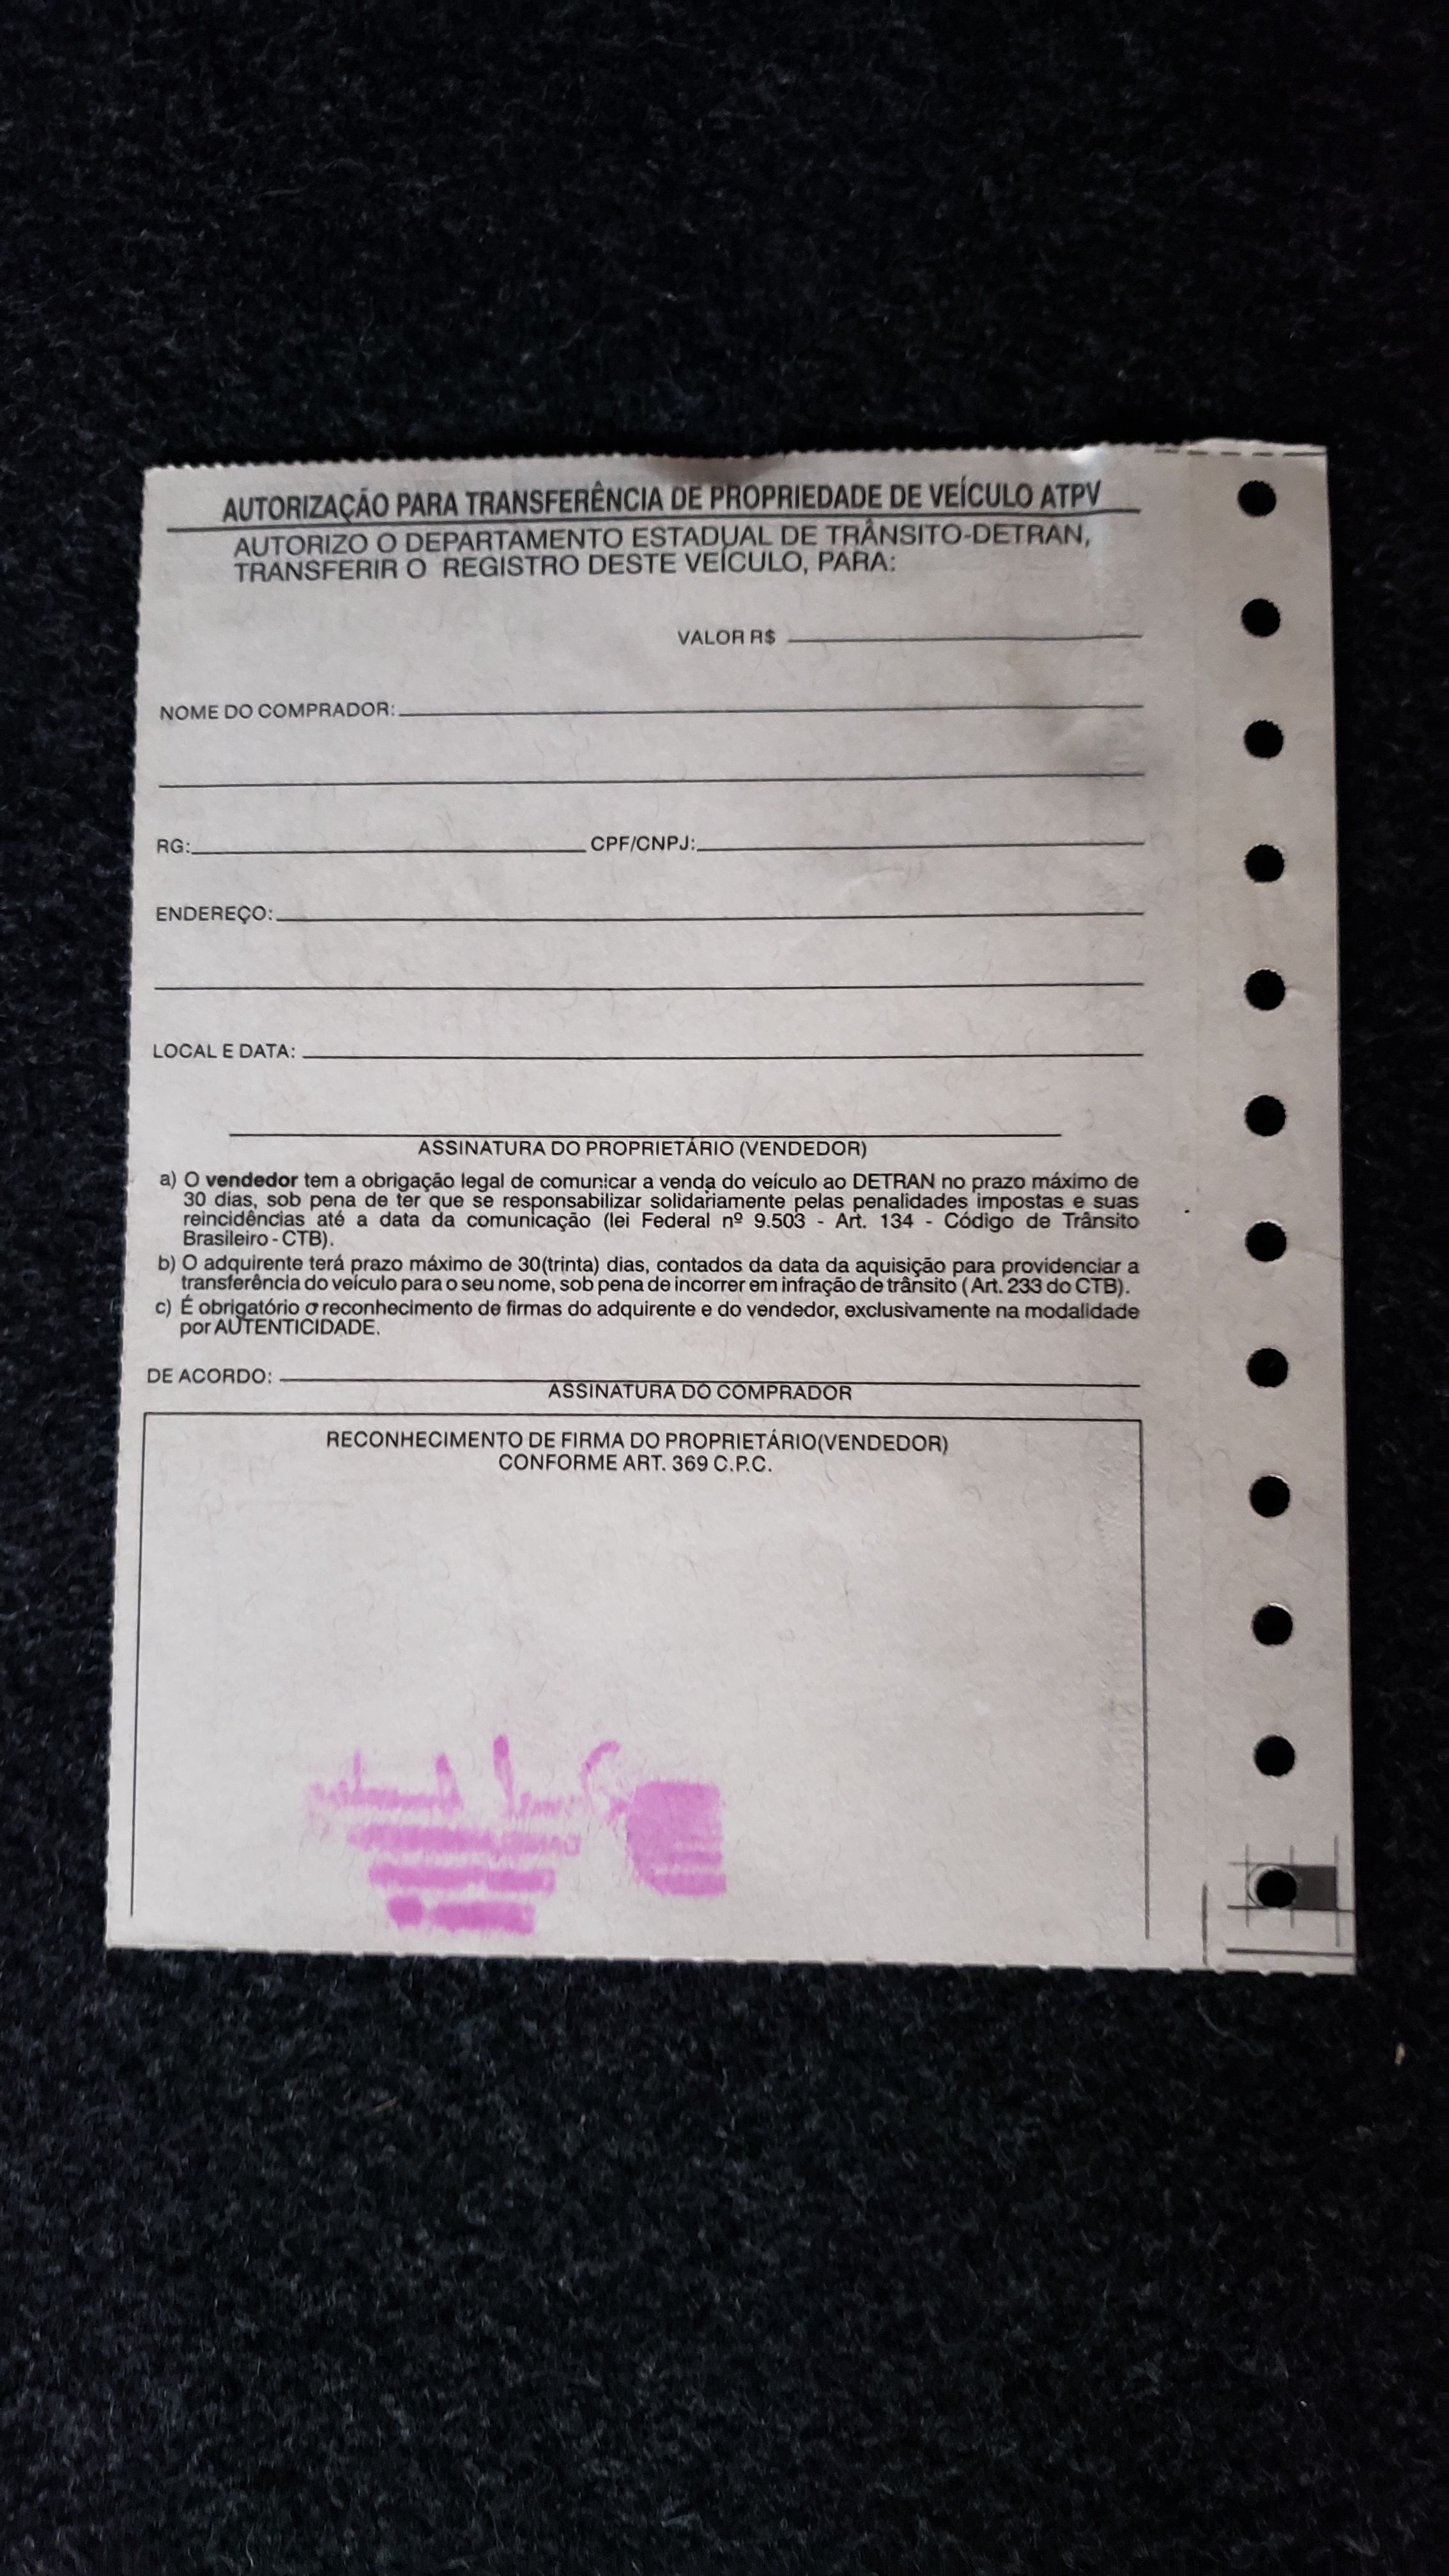 AUTORIZAÇÃO PARA TRANSFERÊNCIA DE PROPRIEDADE DE VEÍCULO ATPV
AUTORIZO O DEPARTAMENTO ESTADUAL DE TRÂNSITO-DETRAN,
TRANSFERIR O REGISTRO DESTE VEÍCULO, PARA:
VALOR R$
NOME DO COMPRADOR:
RG: CPF/CNPJ:
ENDEREÇO:
LOCAL E DATA:
ASSINATURA DO PROPRIETÁRIO (VENDEDOR)
a) O vendedor tem a obrigação legal de comunicar a venda do veículo ao DETRAN no prazo máximo de
30 dias, sob pena de ter que se responsabilizar solidariamente pelas penalidades impostas e suas
reincidências até a data da comunicação (lei Federal nº 9.503 - Art. 134 - Código de Trânsito
Brasileiro - CTB).
b) O adquirente terá prazo máximo de 30(trinta) dias, contados da data da aquisição para providenciar a
transferência do veículo para o seu nome, sob pena de incorrer em infração de trânsito ( Art. 233 do CTB).
c) É obrigatório o reconhecimento de firmas do adquirente e do vendedor, exclusivamente na modalidade
por AUTENTICIDADE.
DE ACORDO:
ASSINATURA DO COMPRADOR
RECONHECIMENTO DE FIRMA DO PROPRIETÁRIO(VENDEDOR)
CONFORME ART. 369 C.P.C.